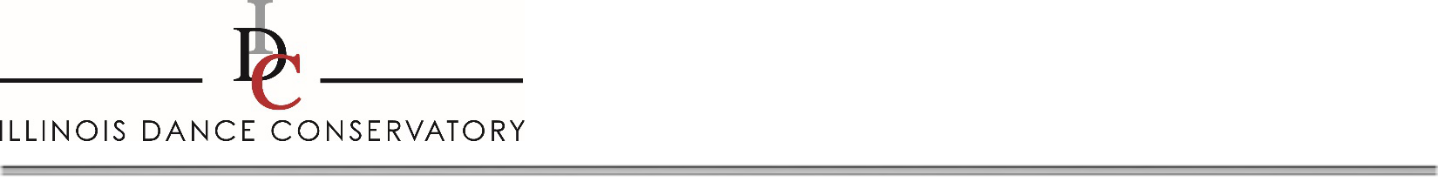 IDC
ILLINOIS DANCE CONSERVATORY